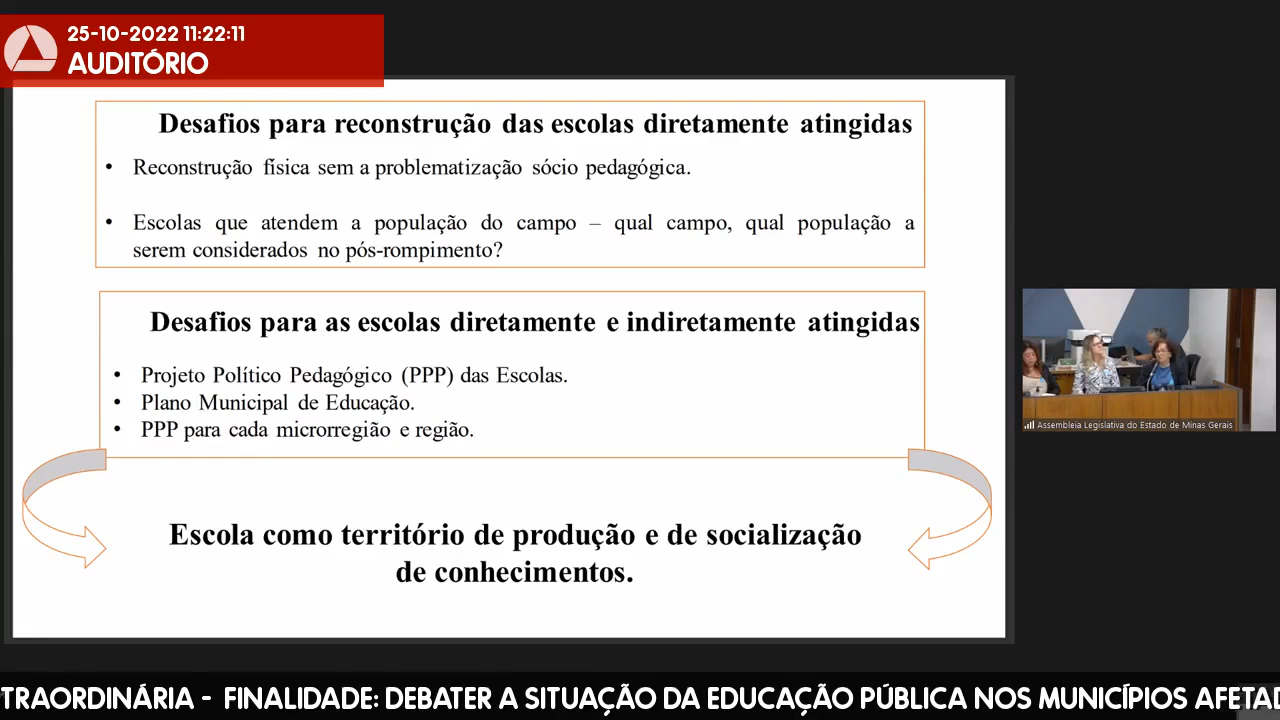 25-10-2022 11:22:11
AUDITÓRIO
Desafios para reconstrução das escolas diretamente atingidas
• Reconstrução física sem a problematização sócio pedagógica.
• Escolas que atendem a população do campo – qual campo, qual população a
serem considerados no pós-rompimento?
Desafios para as escolas diretamente e indiretamente atingidas
• Projeto Político Pedagógico (PPP) das Escolas.
• Plano Municipal de Educação.
• PPP para cada microrregião e região.
Escola como território de produção e de socialização
de conhecimentos.
Assembleia Legislativa do Estado de Minas Gerais
TRAORDINÁRIA - FINALIDADE: DEBATER A SITUAÇÃO DA EDUCAÇÃO PÚBLICA NOS MUNICÍPIOS AFETAD